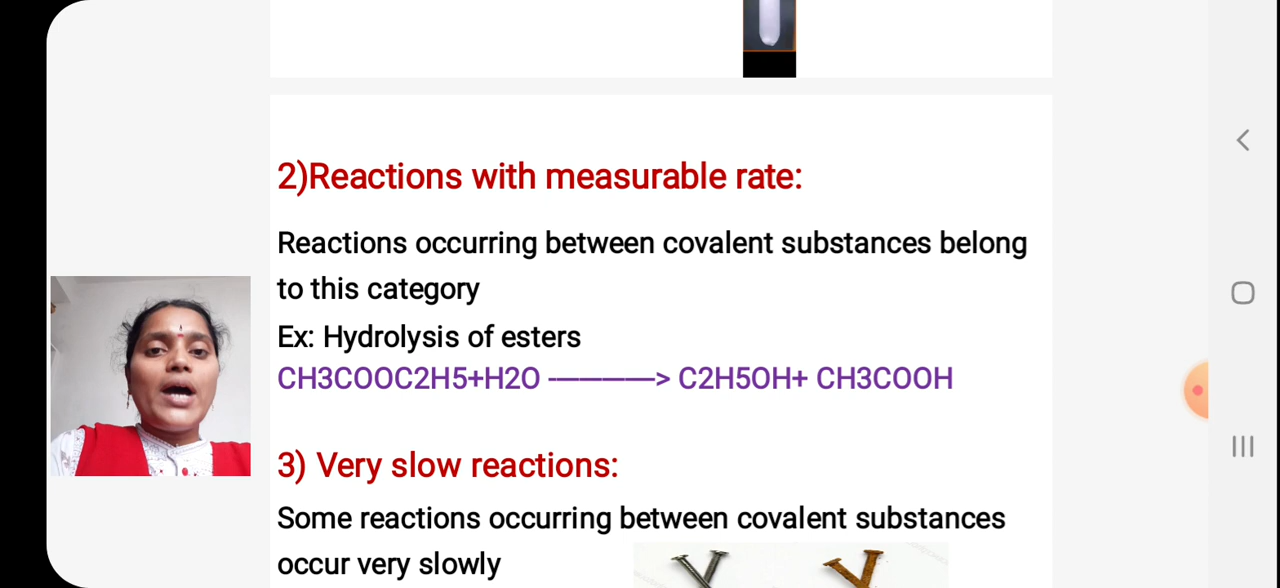 2)Reactions with measurable rate:
Reactions occurring between covalent substances belong
to this category
Ex: Hydrolysis of esters
CH3COOC2H5+H2O -————> C2H5OH+ CH3COOH
3) Very slow reactions:
Some reactions occurring between covalent substances
occur very slowly